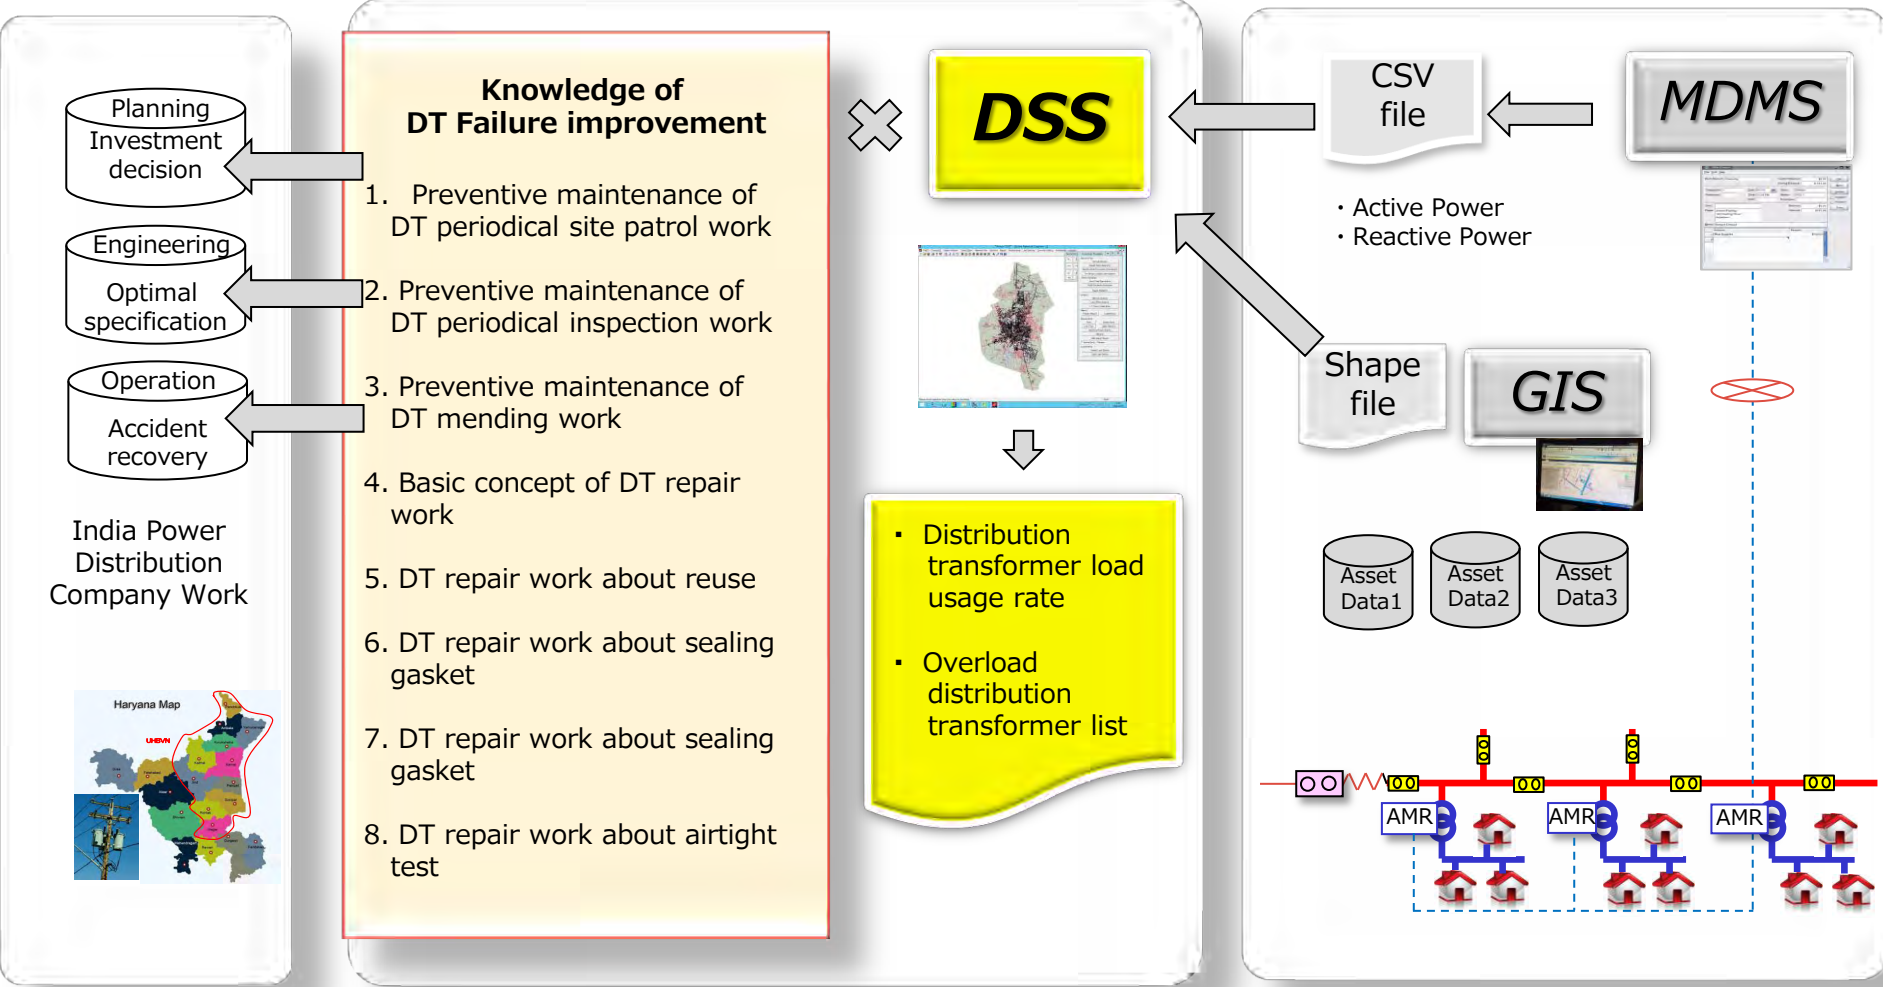 Planning
Investment
decision
Engineering
Optimal
specification
Operation
Accident
recovery
India Power
Distribution
Company Work
Haryana Map
UHBVN
Knowledge of
DT Failure improvement
1. Preventive maintenance of
DT periodical site patrol work
2. Preventive maintenance of
DT periodical inspection work
3. Preventive maintenance of
DT mending work
4. Basic concept of DT repair
work
5. DT repair work about reuse
6. DT repair work about sealing
gasket
7. DT repair work about sealing
gasket
8. DT repair work about airtight
test
DSS
▪ Distribution
transformer load
usage rate
▪ Overload
distribution
transformer list
CSV
file
MDMS
・Active Power
・Reactive Power
Shape
file
GIS
Asset
Data1
Asset
Data2
Asset
Data3
AMR
AMR
AMR